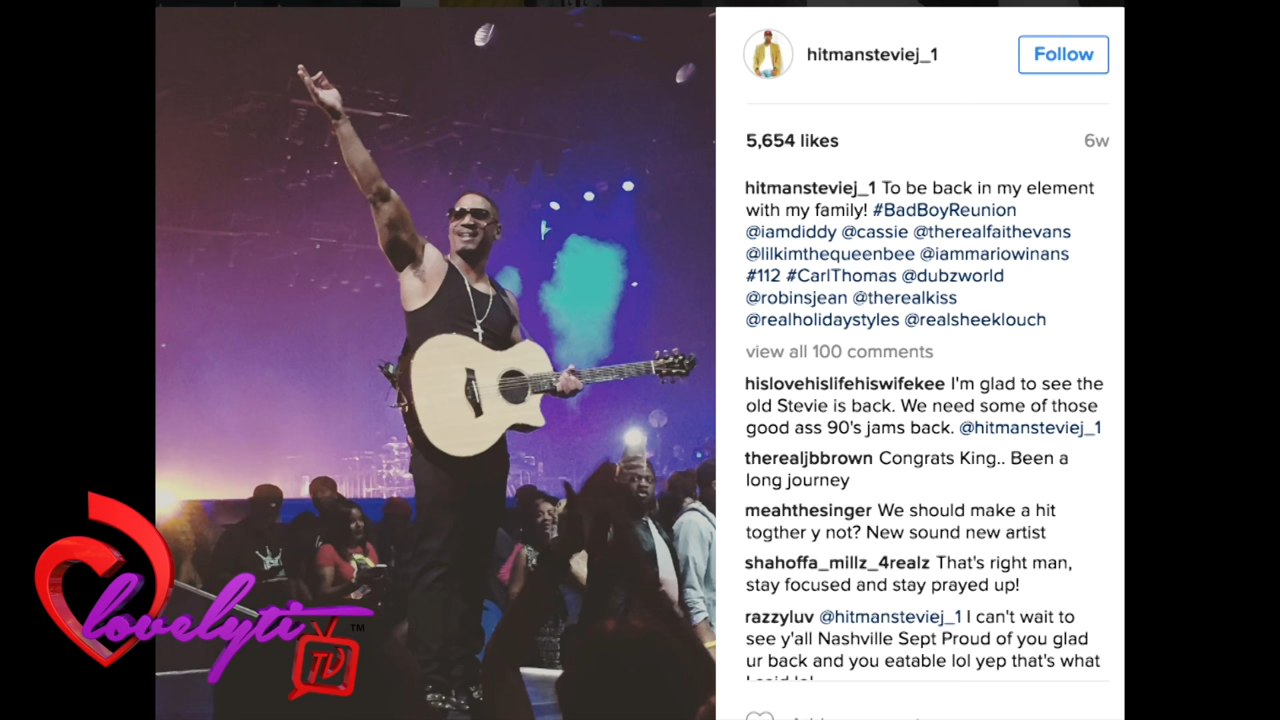 hitmansteviej_1
Follow
5,654 likes
6w
hitmansteviej_1 To be back in my element
with my family! #BadBoyReunion
@iamdiddy @cassie @therealfaithevans
@lilkimthequeenbee @iammariowinans
#112 #CarlThomas @dubzworld
@robinsjean @therealkiss
@realholidaystyles @realsheeklouch
view all 100 comments
hislovehislifehiswifekee I'm glad to see the
old Stevie is back. We need some of those
good ass 90's jams back. @hitmansteviej_1
therealjbbrown Congrats King.. Been a
long journey
meahthesinger We should make a hit
togther y not? New sound new artist
shahoffa_millz_4realz That's right man,
stay focused and stay prayed up!
razzyluv @hitmansteviej_1 I can't wait to
see y'all Nashville Sept Proud of you glad
ur back and you eatable lol yep that's what
lovelyti
TM
TV